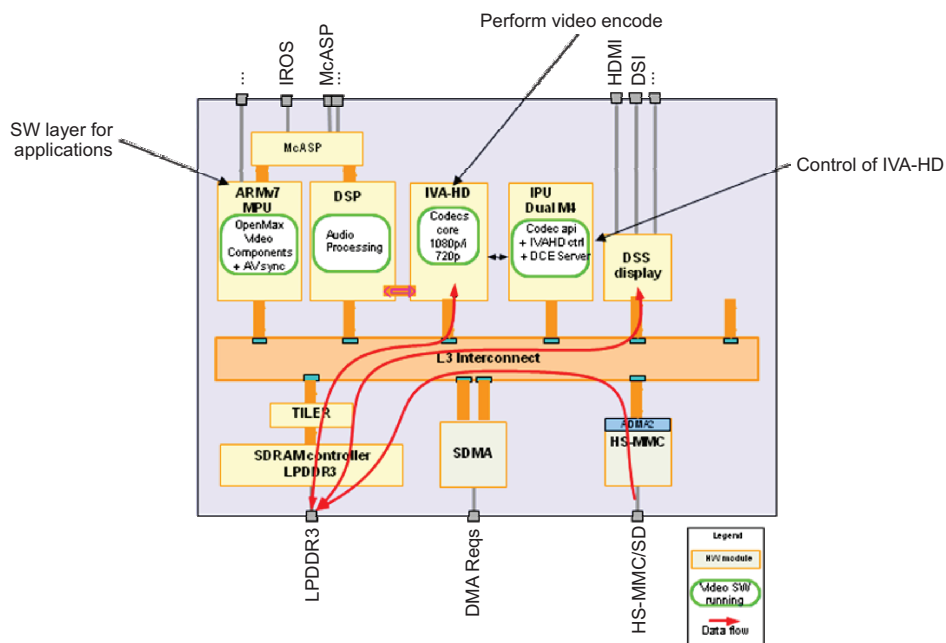 Perform video encode
...
IROS
McASP
...
HDMI
DSI
...
SW layer for
applications
Control of IVA-HD
McASP
ARMv7
MPU
OpenMax
Video
Components
+ AVsync
DSP
Audio
Processing
IVA-HD
Codecs
core
1080p/i
720p
IPU
Dual M4
Codec api
+ IVAHD ctrl
+ DCE Server
DSS
display
L3 Interconnect
TILER
SDRAM controller
LPDDR3
SDMA
ADMA2
HS-MMC
LPDDR3
DMA Reqs
HS-MMC/SD
Legend
HW module
Video SW
running
Data flow